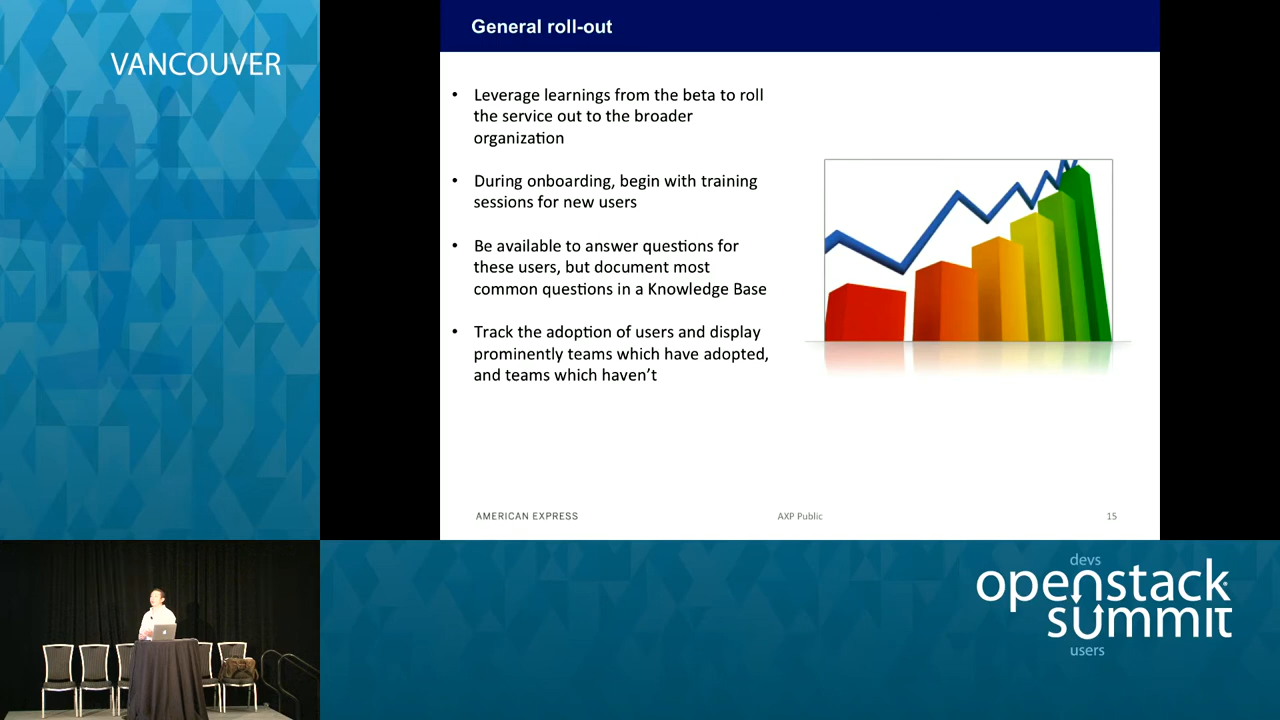 VANCOUVER
General roll-out
• Leverage learnings from the beta to roll
the service out to the broader
organization
• During onboarding, begin with training
sessions for new users
• Be available to answer questions for
these users, but document most
common questions in a Knowledge Base
• Track the adoption of users and display
prominently teams which have adopted,
and teams which haven’t
AMERICAN EXPRESS
AXP Public
15
devs
openstack
summit
users